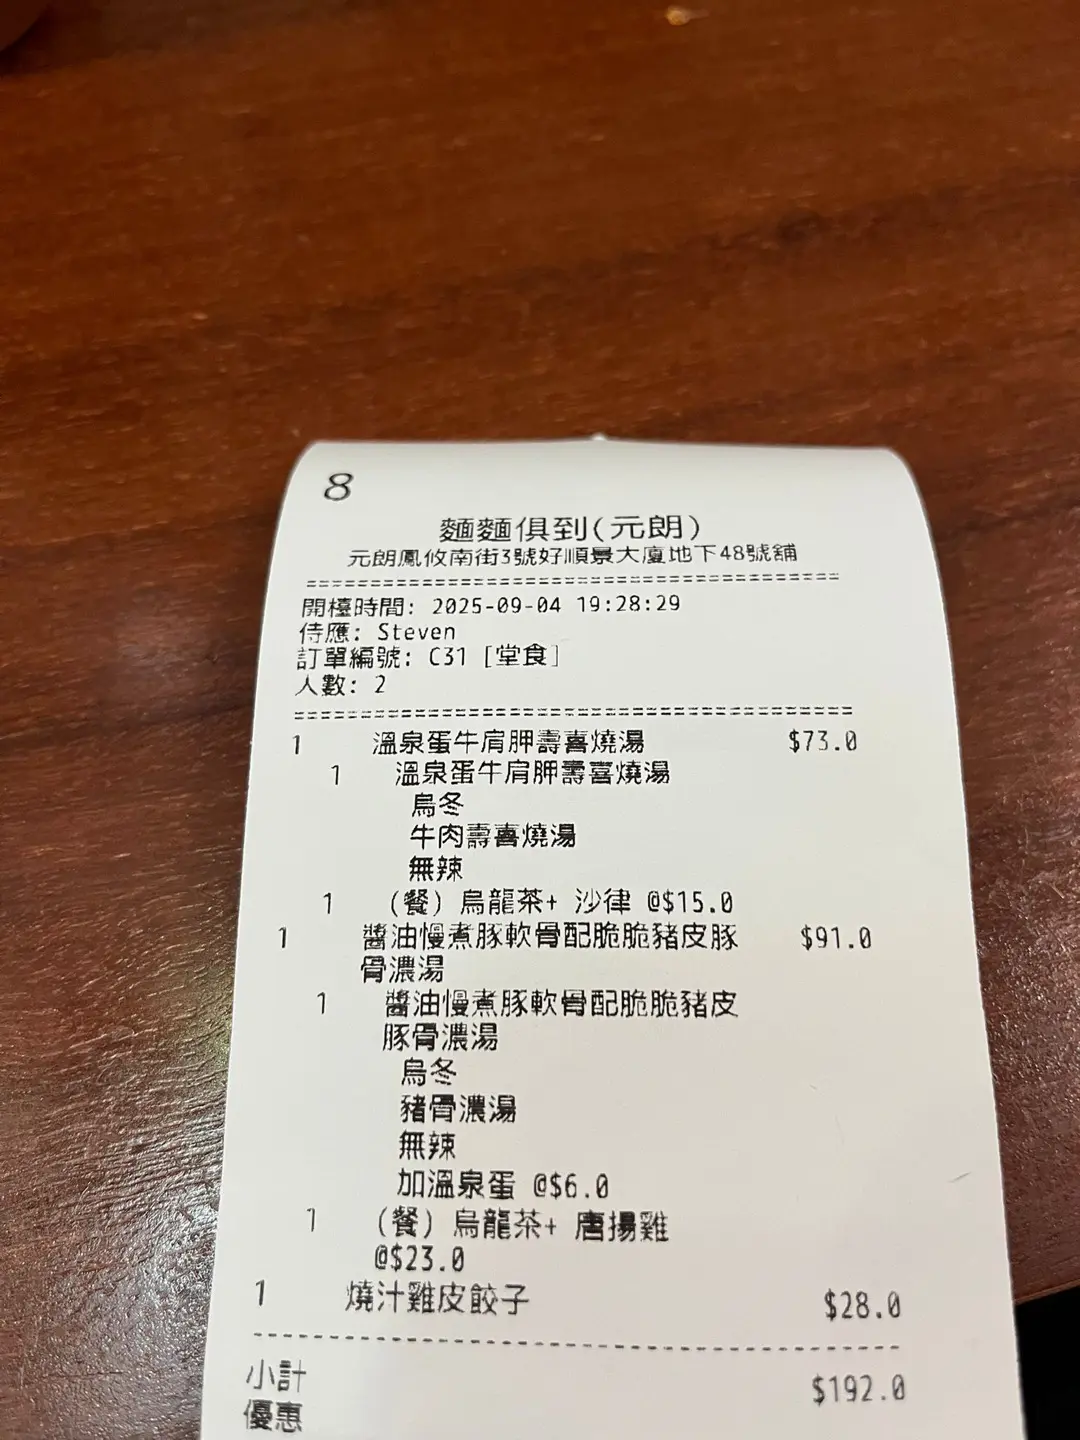 8
麵麵俱到(元朗)
元朗鳳攸南街3號好順景大廈地下48號舖
==========================================
開檯時間: 2025-09-04 19:28:29
侍應: Steven
訂單編號: C31 [堂食]
人數: 2
==========================================
1 溫泉蛋牛肩胛壽喜燒湯 $73.0
1 溫泉蛋牛肩胛壽喜燒湯
烏冬
牛肉壽喜燒湯
無辣
1 (餐) 烏龍茶+ 沙律 @$15.0
1 醬油慢煮豚軟骨配脆脆豬皮豚 $91.0
骨濃湯
1 醬油慢煮豚軟骨配脆脆豬皮
豚骨濃湯
烏冬
豬骨濃湯
無辣
加溫泉蛋 @$6.0
1 (餐) 烏龍茶+ 唐揚雞
@$23.0
1 燒汁雞皮餃子 $28.0
------------------------------------------
小計 $192.0
優惠